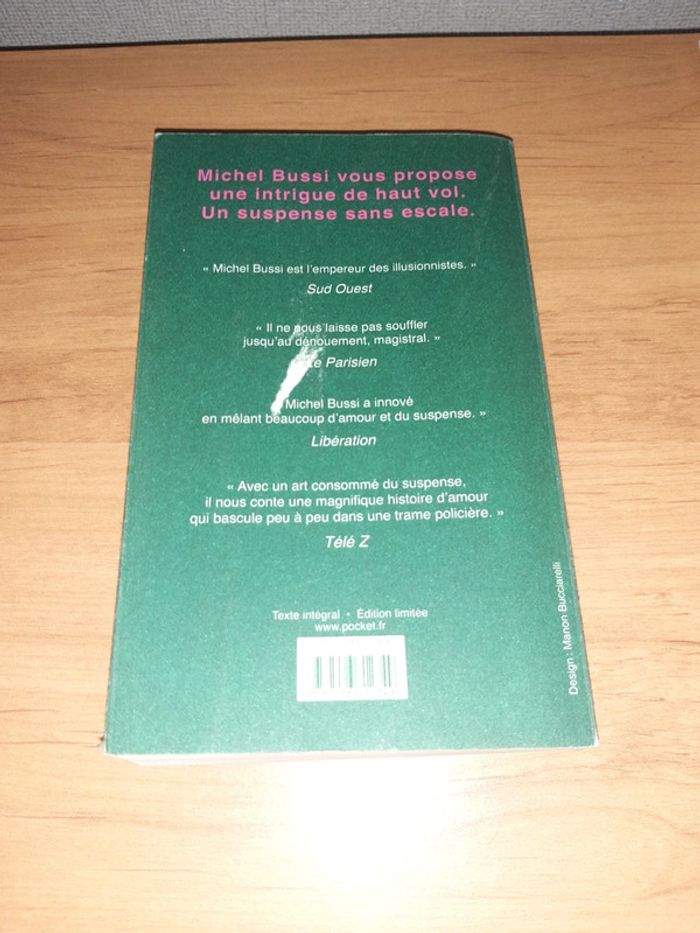 Michel Bussi vous propose
une intrigue de haut vol.
Un suspense sans escale.
« Michel Bussi est l'empereur des illusionnistes. »
Sud Ouest
« Il ne nous laisse pas souffler
jusqu'au dénouement, magistral. »
Le Parisien
Michel Bussi a innové
en mêlant beaucoup d'amour et du suspense. »
Libération
« Avec un art consommé du suspense,
il nous conte une magnifique histoire d'amour
qui bascule peu à peu dans une trame policière. »
Télé Z
Texte intégral • Édition limitée
www.pocket.fr
Design : Manon Bucciarelli